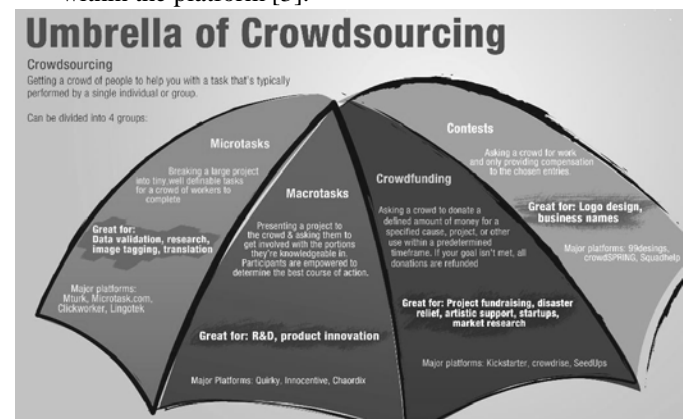 within the platform [3].
Umbrella of Crowdsourcing
Crowdsourcing
Getting a crowd of people to help you with a task that's typically
performed by a single individual or group.
Can be divided into 4 groups:
Microtasks
Breaking a large project
into tiny, well definable tasks
for a crowd of workers to
complete
Great for:
Data validation, research,
image tagging, translation
Major platforms:
Mturk, Microtask.com,
Clickworker, Lingotek
Macrotasks
Presenting a project to
the crowd & asking them to
get involved with the portions
they're knowledgeable in.
Participants are empowered to
determine the best course of action.
Great for: R&D, product innovation
Major Platforms: Quirky, Innocentive, Chaordix
Crowdfunding
Asking a crowd to donate a
defined amount of money for a
specified cause, project, or other
use within a predetermined
timeframe. If your goal isn't met, all
donations are refunded
Great for: Project fundraising, disaster
relief, artistic support, startups,
market research
Major platforms: Kickstarter, crowdrise, SeedUps
Contests
Asking a crowd for work
and only providing compensation
to the chosen entries.
Great for: Logo design,
business names
Major platforms: 99desings,
crowdSPRING, Squadhelp